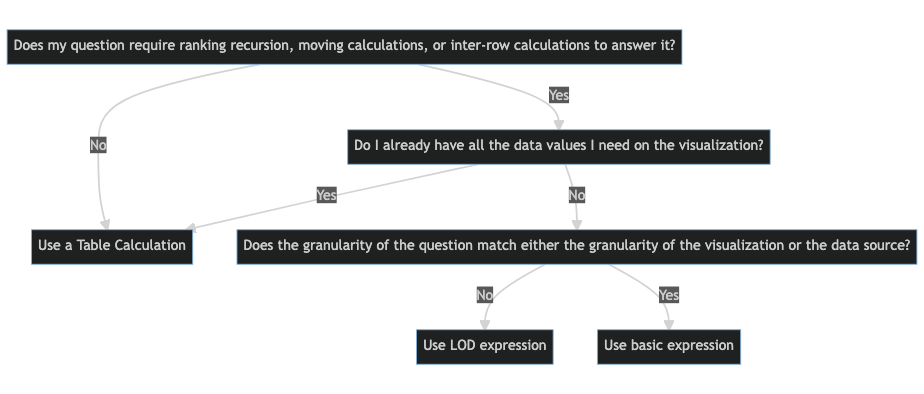 Does my question require ranking recursion, moving calculations, or inter-row calculations to answer it?
Yes
No
Do I already have all the data values I need on the visualization?
Yes
No
Use a Table Calculation
Does the granularity of the question match either the granularity of the visualization or the data source?
No
Yes
Use LOD expression
Use basic expression